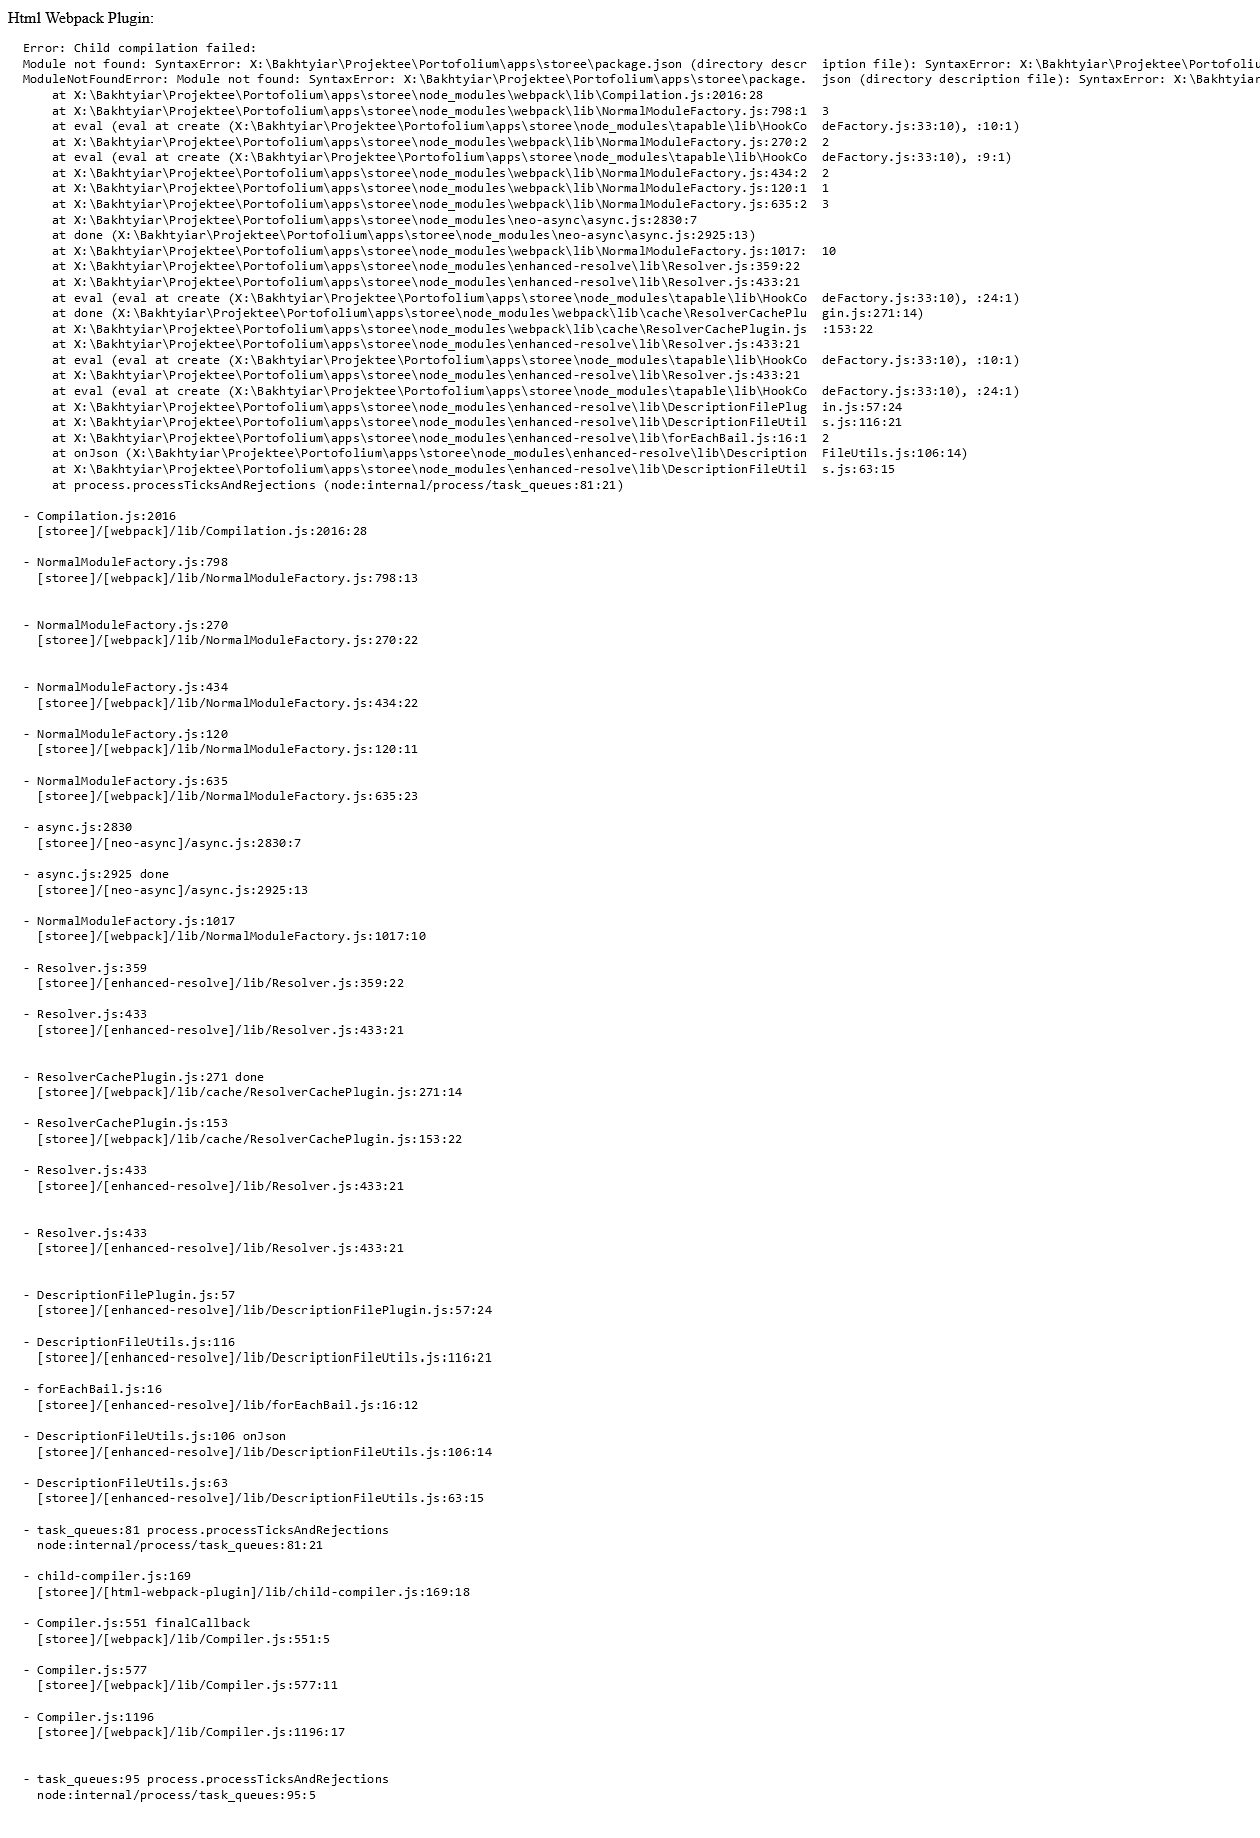 Html Webpack Plugin:
Error: Child compilation failed:
Module not found: SyntaxError: X:\Bakhtyiar\Projektee\Portofolium\apps\storee\package.json (directory descr  iption file): SyntaxError: X:\Bakhtyiar\Projektee\Portofoliu
ModuleNotFoundError: Module not found: SyntaxError: X:\Bakhtyiar\Projektee\Portofolium\apps\storee\package.  json (directory description file): SyntaxError: X:\Bakhtyiar
at X:\Bakhtyiar\Projektee\Portofolium\apps\storee\node_modules\webpack\lib\Compilation.js:2016:28
at X:\Bakhtyiar\Projektee\Portofolium\apps\storee\node_modules\webpack\lib\NormalModuleFactory.js:798:1  3
at eval (eval at create (X:\Bakhtyiar\Projektee\Portofolium\apps\storee\node_modules\tapable\lib\HookCo  deFactory.js:33:10), :10:1)
at X:\Bakhtyiar\Projektee\Portofolium\apps\storee\node_modules\webpack\lib\NormalModuleFactory.js:270:2  2
at eval (eval at create (X:\Bakhtyiar\Projektee\Portofolium\apps\storee\node_modules\tapable\lib\HookCo  deFactory.js:33:10), :9:1)
at X:\Bakhtyiar\Projektee\Portofolium\apps\storee\node_modules\webpack\lib\NormalModuleFactory.js:434:2  2
at X:\Bakhtyiar\Projektee\Portofolium\apps\storee\node_modules\webpack\lib\NormalModuleFactory.js:120:1  1
at X:\Bakhtyiar\Projektee\Portofolium\apps\storee\node_modules\webpack\lib\NormalModuleFactory.js:635:2  3
at X:\Bakhtyiar\Projektee\Portofolium\apps\storee\node_modules\neo-async\async.js:2830:7
at done (X:\Bakhtyiar\Projektee\Portofolium\apps\storee\node_modules\neo-async\async.js:2925:13)
at X:\Bakhtyiar\Projektee\Portofolium\apps\storee\node_modules\webpack\lib\NormalModuleFactory.js:1017:  10
at X:\Bakhtyiar\Projektee\Portofolium\apps\storee\node_modules\enhanced-resolve\lib\Resolver.js:359:22
at X:\Bakhtyiar\Projektee\Portofolium\apps\storee\node_modules\enhanced-resolve\lib\Resolver.js:433:21
at eval (eval at create (X:\Bakhtyiar\Projektee\Portofolium\apps\storee\node_modules\tapable\lib\HookCo  deFactory.js:33:10), :24:1)
at done (X:\Bakhtyiar\Projektee\Portofolium\apps\storee\node_modules\webpack\lib\cache\ResolverCachePlu  gin.js:271:14)
at X:\Bakhtyiar\Projektee\Portofolium\apps\storee\node_modules\webpack\lib\cache\ResolverCachePlugin.js  :153:22
at X:\Bakhtyiar\Projektee\Portofolium\apps\storee\node_modules\enhanced-resolve\lib\Resolver.js:433:21
at eval (eval at create (X:\Bakhtyiar\Projektee\Portofolium\apps\storee\node_modules\tapable\lib\HookCo  deFactory.js:33:10), :10:1)
at X:\Bakhtyiar\Projektee\Portofolium\apps\storee\node_modules\enhanced-resolve\lib\Resolver.js:433:21
at eval (eval at create (X:\Bakhtyiar\Projektee\Portofolium\apps\storee\node_modules\tapable\lib\HookCo  deFactory.js:33:10), :24:1)
at X:\Bakhtyiar\Projektee\Portofolium\apps\storee\node_modules\enhanced-resolve\lib\DescriptionFilePlug  in.js:57:24
at X:\Bakhtyiar\Projektee\Portofolium\apps\storee\node_modules\enhanced-resolve\lib\DescriptionFileUtil  s.js:116:21
at X:\Bakhtyiar\Projektee\Portofolium\apps\storee\node_modules\enhanced-resolve\lib\forEachBail.js:16:1  2
at onJson (X:\Bakhtyiar\Projektee\Portofolium\apps\storee\node_modules\enhanced-resolve\lib\Description  FileUtils.js:106:14)
at X:\Bakhtyiar\Projektee\Portofolium\apps\storee\node_modules\enhanced-resolve\lib\DescriptionFileUtil  s.js:63:15
at process.processTicksAndRejections (node:internal/process/task_queues:81:21)
- Compilation.js:2016
[storee]/[webpack]/lib/Compilation.js:2016:28
- NormalModuleFactory.js:798
[storee]/[webpack]/lib/NormalModuleFactory.js:798:13
- NormalModuleFactory.js:270
[storee]/[webpack]/lib/NormalModuleFactory.js:270:22
- NormalModuleFactory.js:434
[storee]/[webpack]/lib/NormalModuleFactory.js:434:22
- NormalModuleFactory.js:120
[storee]/[webpack]/lib/NormalModuleFactory.js:120:11
- NormalModuleFactory.js:635
[storee]/[webpack]/lib/NormalModuleFactory.js:635:23
- async.js:2830
[storee]/[neo-async]/async.js:2830:7
- async.js:2925 done
[storee]/[neo-async]/async.js:2925:13
- NormalModuleFactory.js:1017
[storee]/[webpack]/lib/NormalModuleFactory.js:1017:10
- Resolver.js:359
[storee]/[enhanced-resolve]/lib/Resolver.js:359:22
- Resolver.js:433
[storee]/[enhanced-resolve]/lib/Resolver.js:433:21
- ResolverCachePlugin.js:271 done
[storee]/[webpack]/lib/cache/ResolverCachePlugin.js:271:14
- ResolverCachePlugin.js:153
[storee]/[webpack]/lib/cache/ResolverCachePlugin.js:153:22
- Resolver.js:433
[storee]/[enhanced-resolve]/lib/Resolver.js:433:21
- Resolver.js:433
[storee]/[enhanced-resolve]/lib/Resolver.js:433:21
- DescriptionFilePlugin.js:57
[storee]/[enhanced-resolve]/lib/DescriptionFilePlugin.js:57:24
- DescriptionFileUtils.js:116
[storee]/[enhanced-resolve]/lib/DescriptionFileUtils.js:116:21
- forEachBail.js:16
[storee]/[enhanced-resolve]/lib/forEachBail.js:16:12
- DescriptionFileUtils.js:106 onJson
[storee]/[enhanced-resolve]/lib/DescriptionFileUtils.js:106:14
- DescriptionFileUtils.js:63
[storee]/[enhanced-resolve]/lib/DescriptionFileUtils.js:63:15
- task_queues:81 process.processTicksAndRejections
node:internal/process/task_queues:81:21
- child-compiler.js:169
[storee]/[html-webpack-plugin]/lib/child-compiler.js:169:18
- Compiler.js:551 finalCallback
[storee]/[webpack]/lib/Compiler.js:551:5
- Compiler.js:577
[storee]/[webpack]/lib/Compiler.js:577:11
- Compiler.js:1196
[storee]/[webpack]/lib/Compiler.js:1196:17
- task_queues:95 process.processTicksAndRejections
node:internal/process/task_queues:95:5